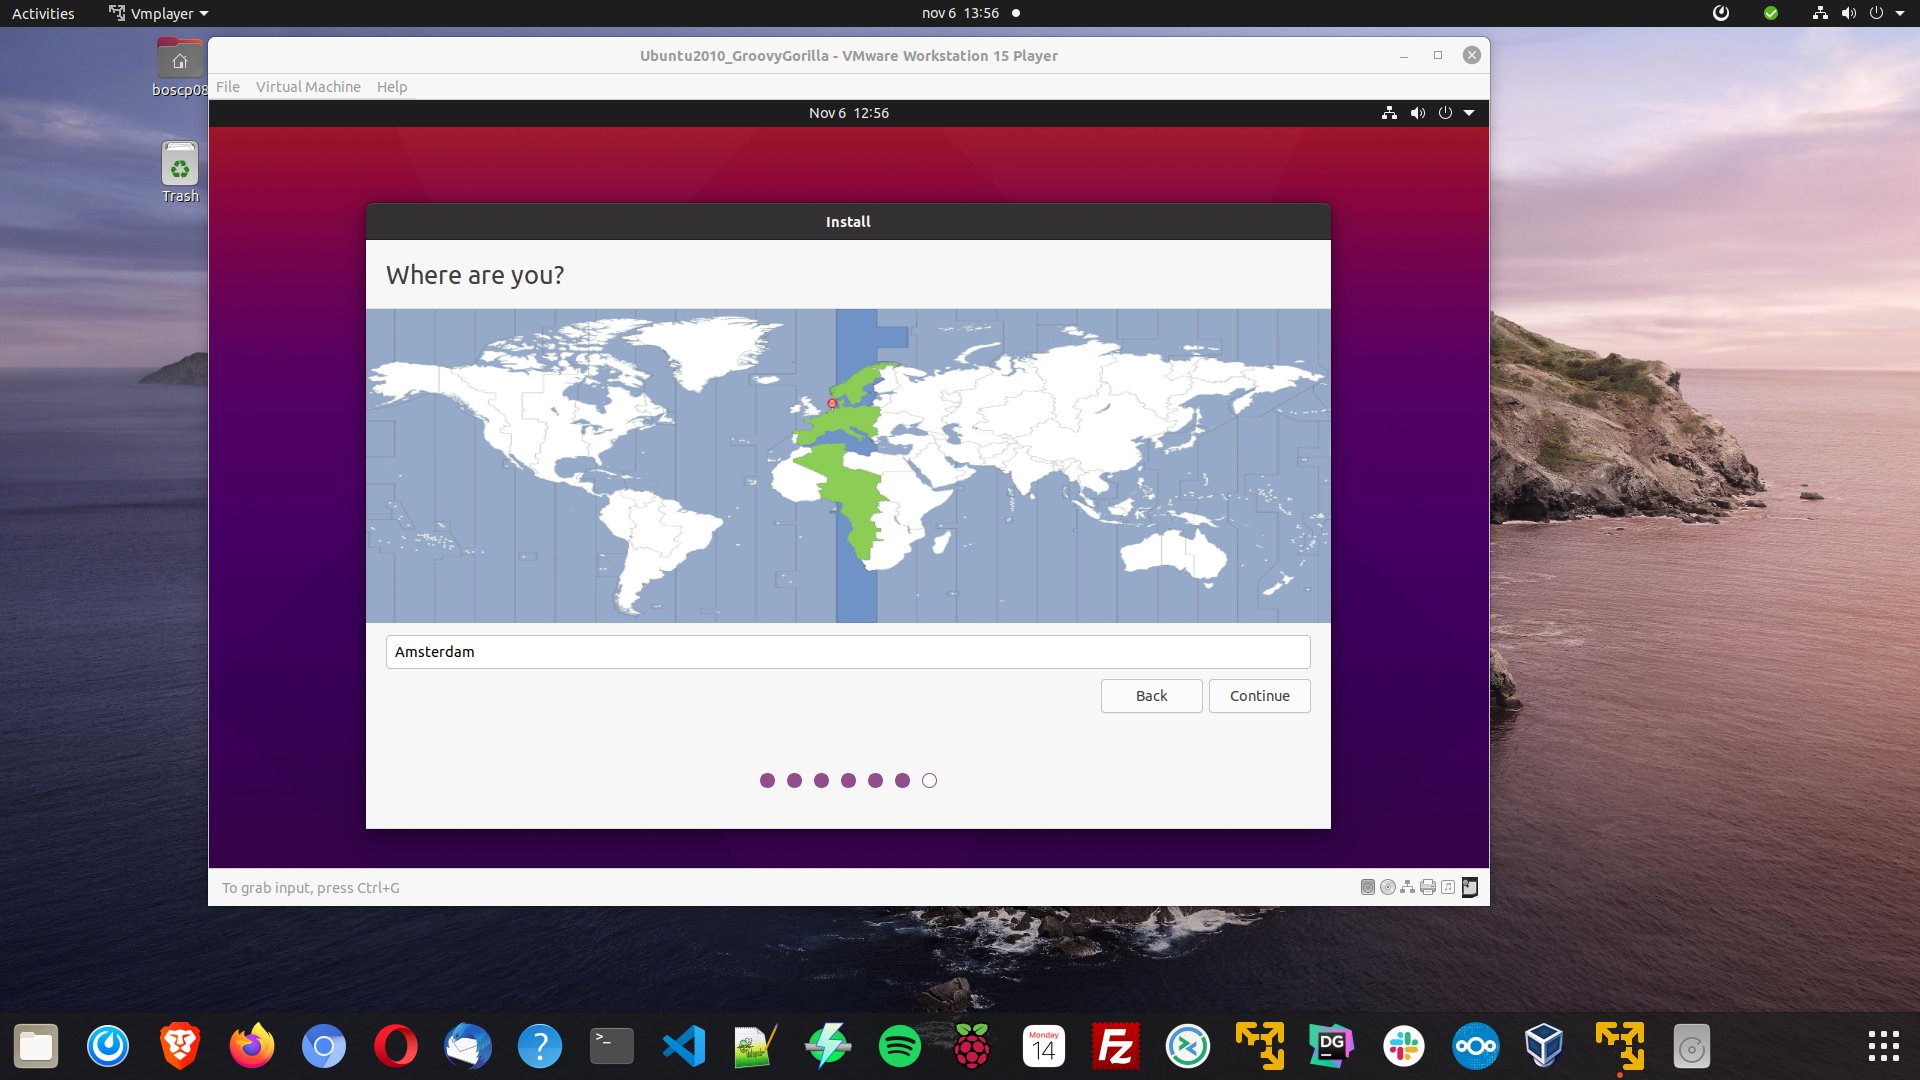 Activities
Vmplayer
nov 6 13:56
boscp08
Trash
Ubuntu2010_GroovyGorilla - VMware Workstation 15 Player
File Virtual Machine Help
Nov 6 12:56
Install
Where are you?
Amsterdam
Back
Continue
To grab input, press Ctrl+G
?
>_
Monday
14
Fz
DG